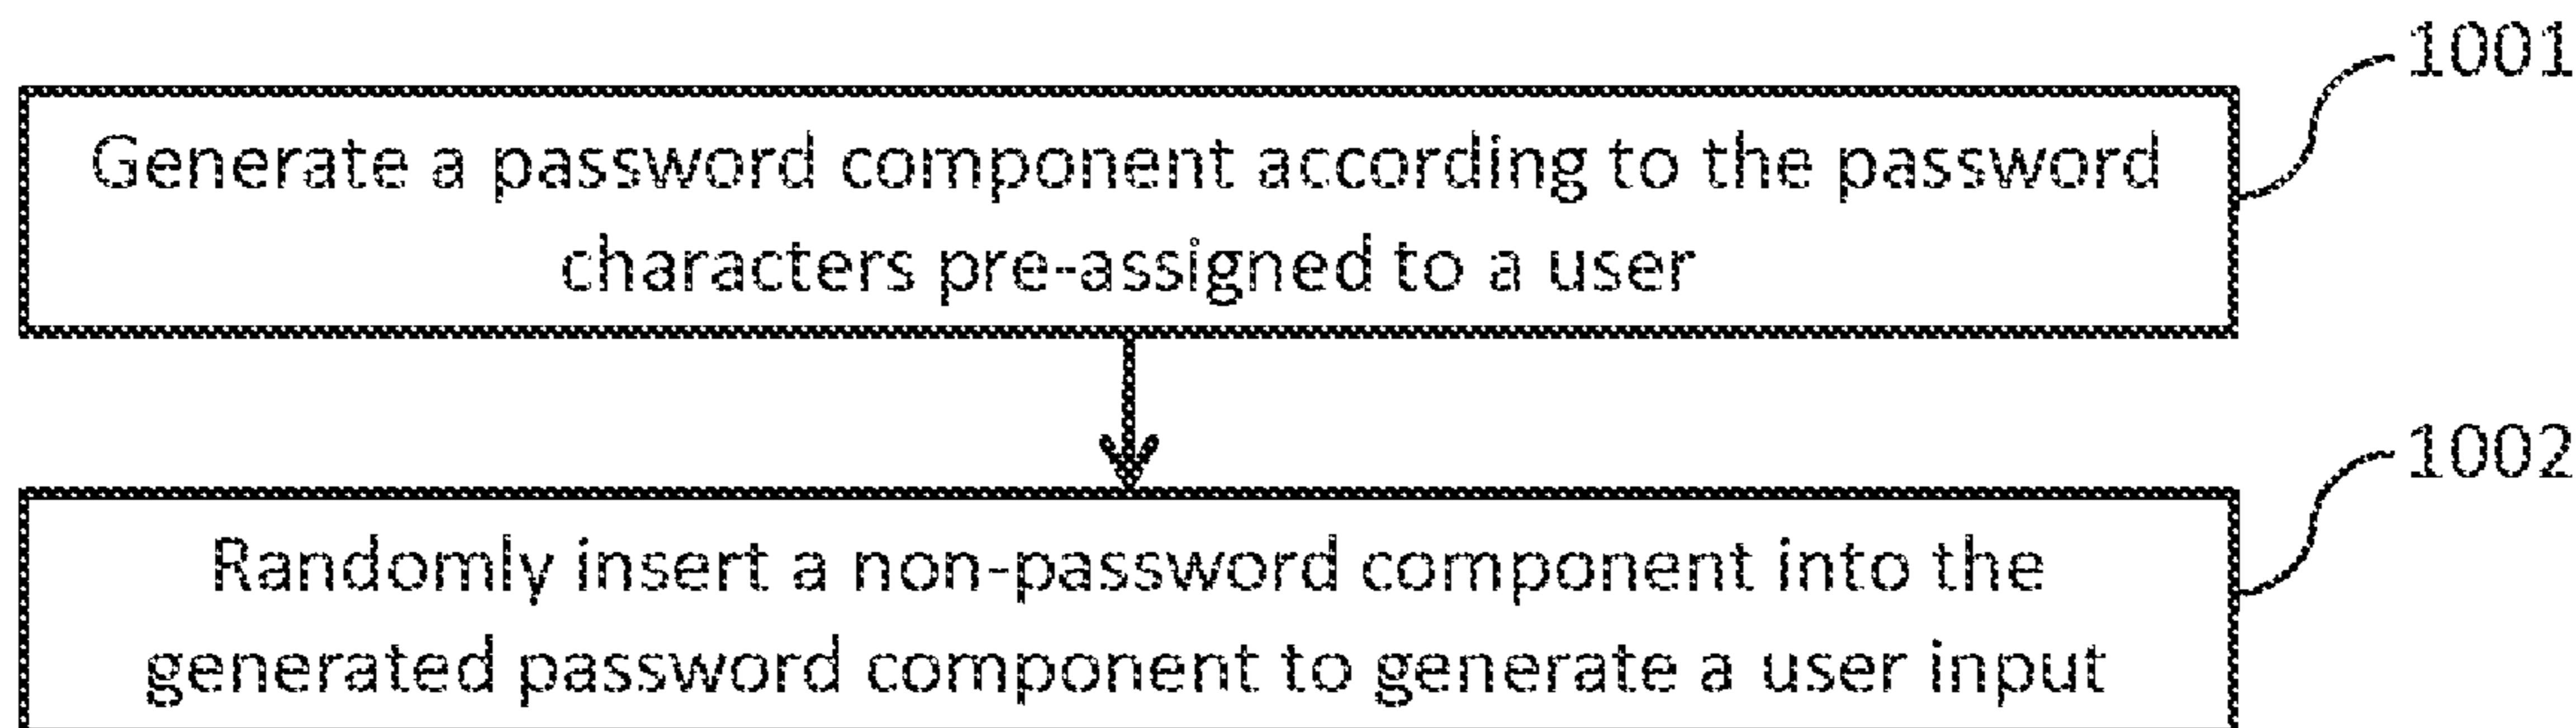 1001
Generate a password component according to the password
characters pre-assigned to a user
1002
Randomly insert a non-password component into the
generated password component to generate a user input